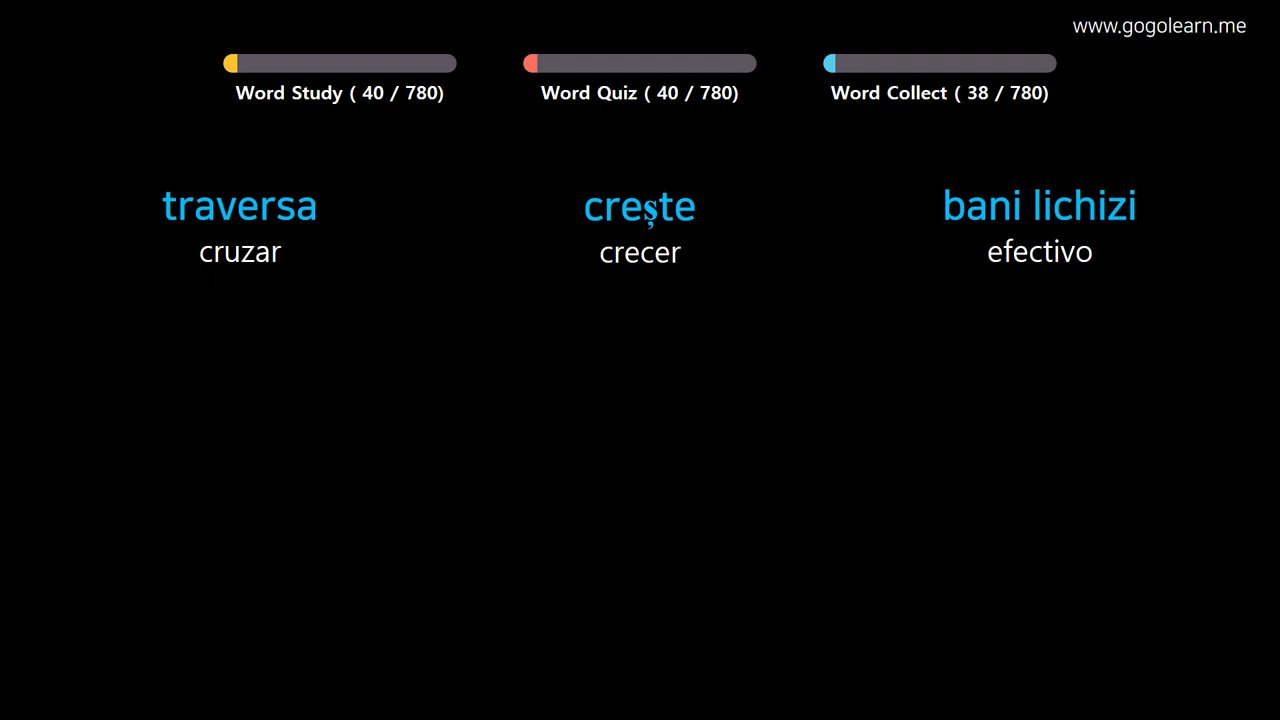 www.gogolearn.me
Word Study ( 40 / 780)
Word Quiz ( 40 / 780)
Word Collect ( 38 / 780)
traversa
cruzar
crește
crecer
bani lichizi
efectivo